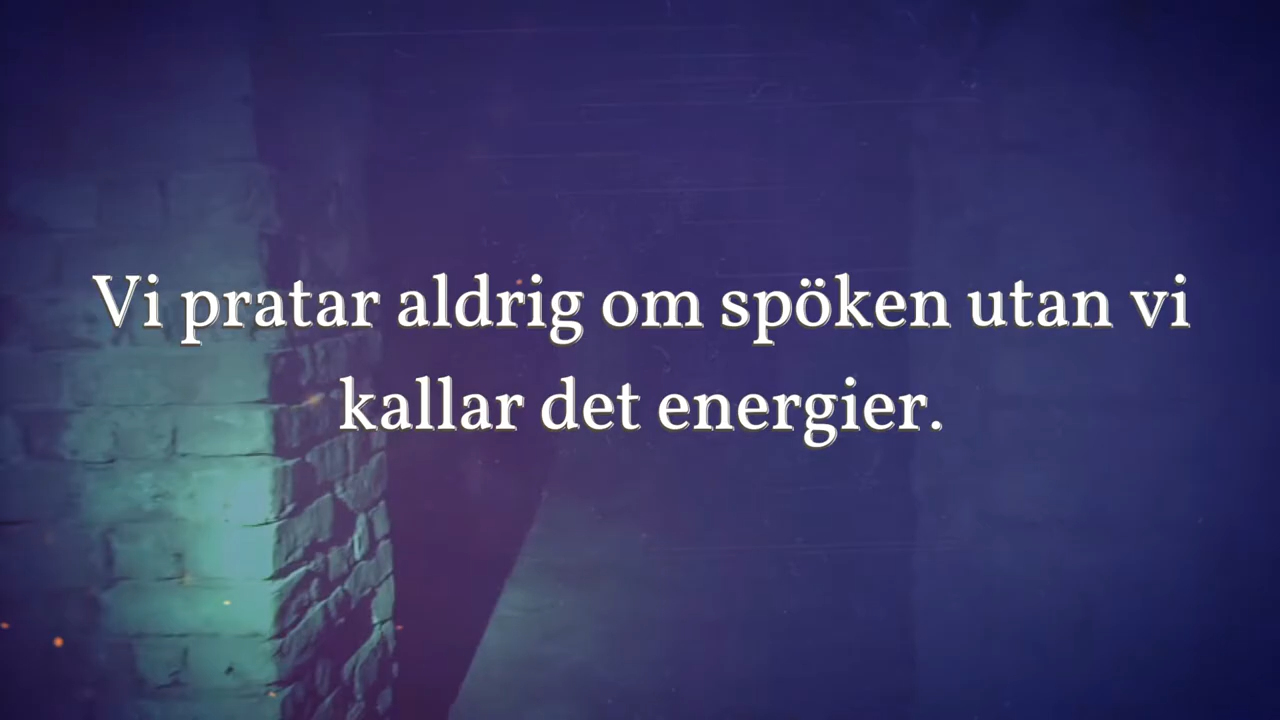 Vi pratar aldrig om spöken utan vi
kallar det energier.